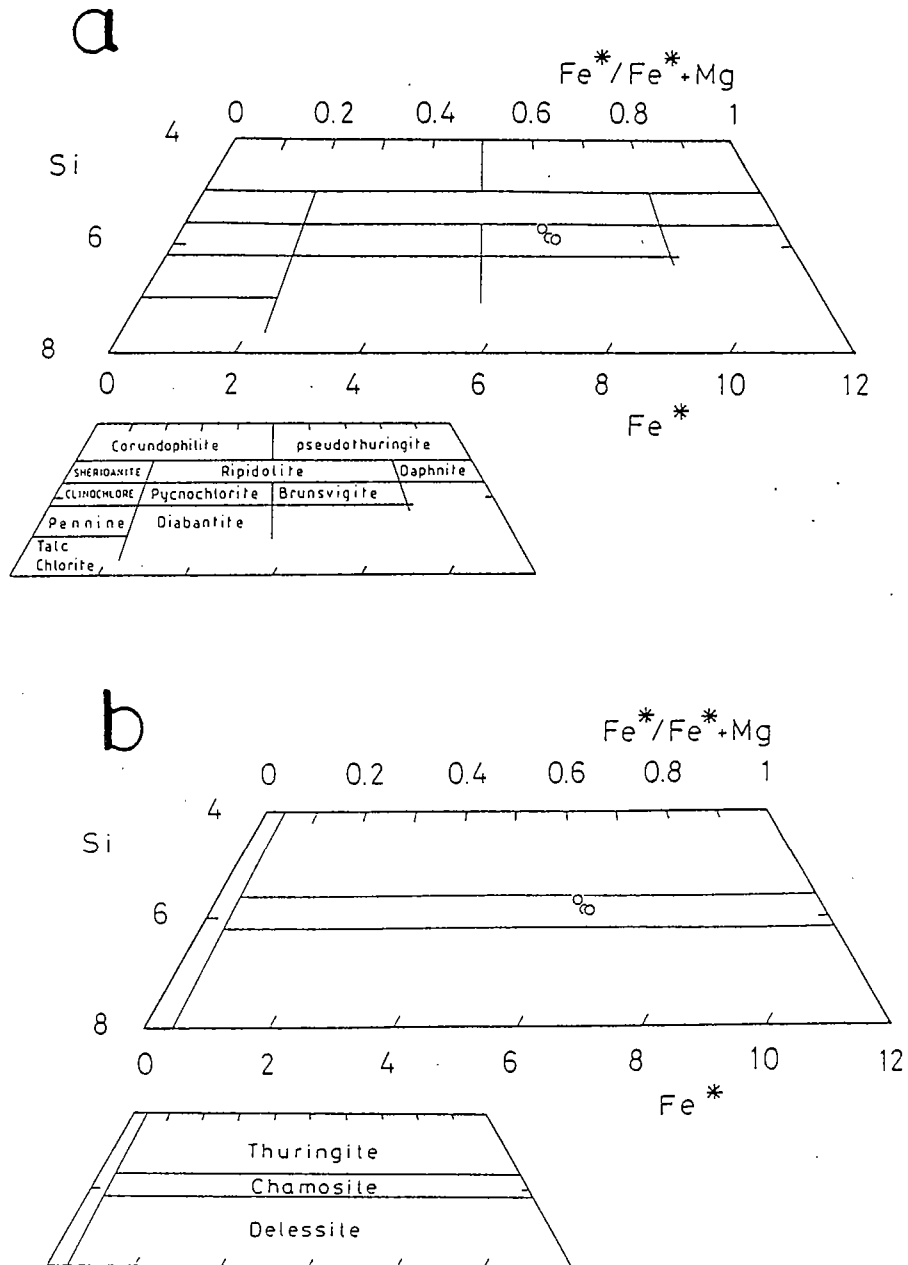 a
Fe*/Fe*+Mg
0 0.2 0.4 0.6 0.8 1
4
Si
6
8
0 2 4 6 8 10 12
Fe*
Corundophilite pseudothuringite
SHERIDANITE Ripidolite Daphnite
CLINOCHLORE Pycnochlorite Brunsvigite
Pennine Diabantite
Talc
Chlorite
b
Fe*/Fe*+Mg
0 0.2 0.4 0.6 0.8 1
4
Si
6
8
0 2 4 6 8 10 12
Fe*
Thuringite
Chamosite
Delessite